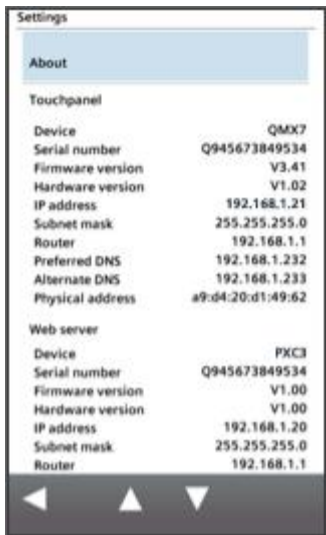 Settings
About
Touchpanel
Device QMX7
Serial number Q945673849534
Firmware version V3.41
Hardware version V1.02
IP address 192.168.1.21
Subnet mask 255.255.255.0
Router 192.168.1.1
Preferred DNS 192.168.1.232
Alternate DNS 192.168.1.233
Physical address a9:d4:20:d1:49:62
Web server
Device PXC3
Serial number Q945673849534
Firmware version V1.00
Hardware version V1.00
IP address 192.168.1.20
Subnet mask 255.255.255.0
Router 192.168.1.1